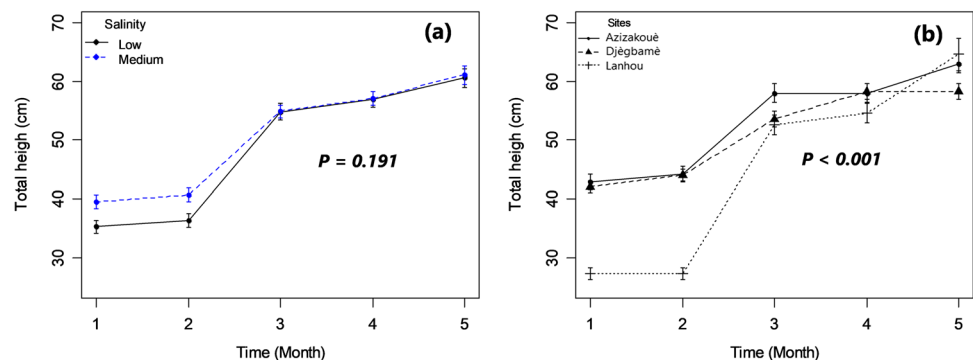 Salinity
Low
Medium
(a)
P = 0.191
Total heigh (cm)
70
60
50
40
30
1 2 3 4 5
Time (Month)
Sites
Azizakouè
Djègbamè
Lanhou
(b)
P < 0.001
Total heigh (cm)
70
60
50
40
30
1 2 3 4 5
Time (Month)